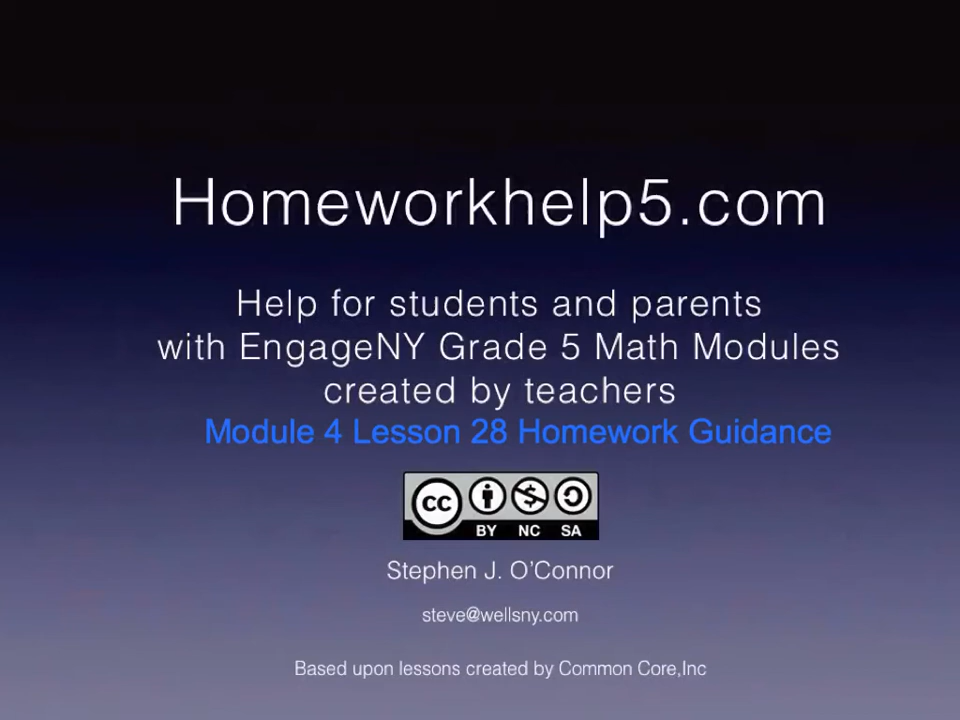 Homeworkhelp5.com
Help for students and parents
with EngageNY Grade 5 Math Modules
created by teachers
Module 4 Lesson 28 Homework Guidance
cc
BY NC SA
Stephen J. O'Connor
steve@wellsny.com
Based upon lessons created by Common Core,Inc